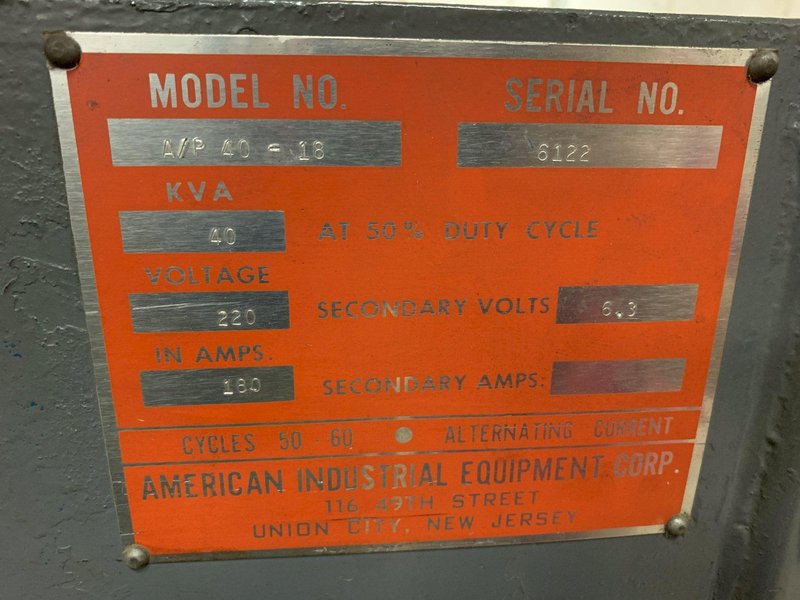 MODEL NO. SERIAL NO.
A/P 40 - 18 6122
KVA
40 AT 50% DUTY CYCLE
VOLTAGE
220 SECONDARY VOLTS 6.3
IN AMPS.
180 SECONDARY AMPS:
CYCLES 50 - 60 ALTERNATING CURRENT
AMERICAN INDUSTRIAL EQUIPMENT CORP.
116 49TH STREET
UNION CITY, NEW JERSEY